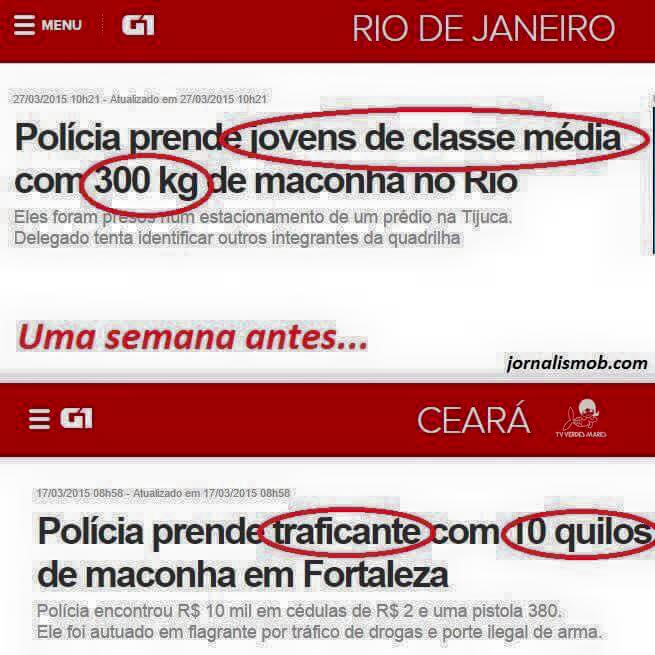 MENU G1 RIO DE JANEIRO
27/03/2015 10h21 - Atualizado em 27/03/2015 10h21
Polícia prende jovens de classe média
com 300 kg de maconha no Rio
Eles foram presos num estacionamento de um prédio na Tijuca.
Delegado tenta identificar outros integrantes da quadrilha
Uma semana antes...
jornalismob.com
G1 CEARÁ TV VERDES MARES
17/03/2015 08h58 - Atualizado em 17/03/2015 08h58
Polícia prende traficante com 10 quilos
de maconha em Fortaleza
Polícia encontrou R$ 10 mil em cédulas de R$ 2 e uma pistola 380.
Ele foi autuado em flagrante por tráfico de drogas e porte ilegal de arma.